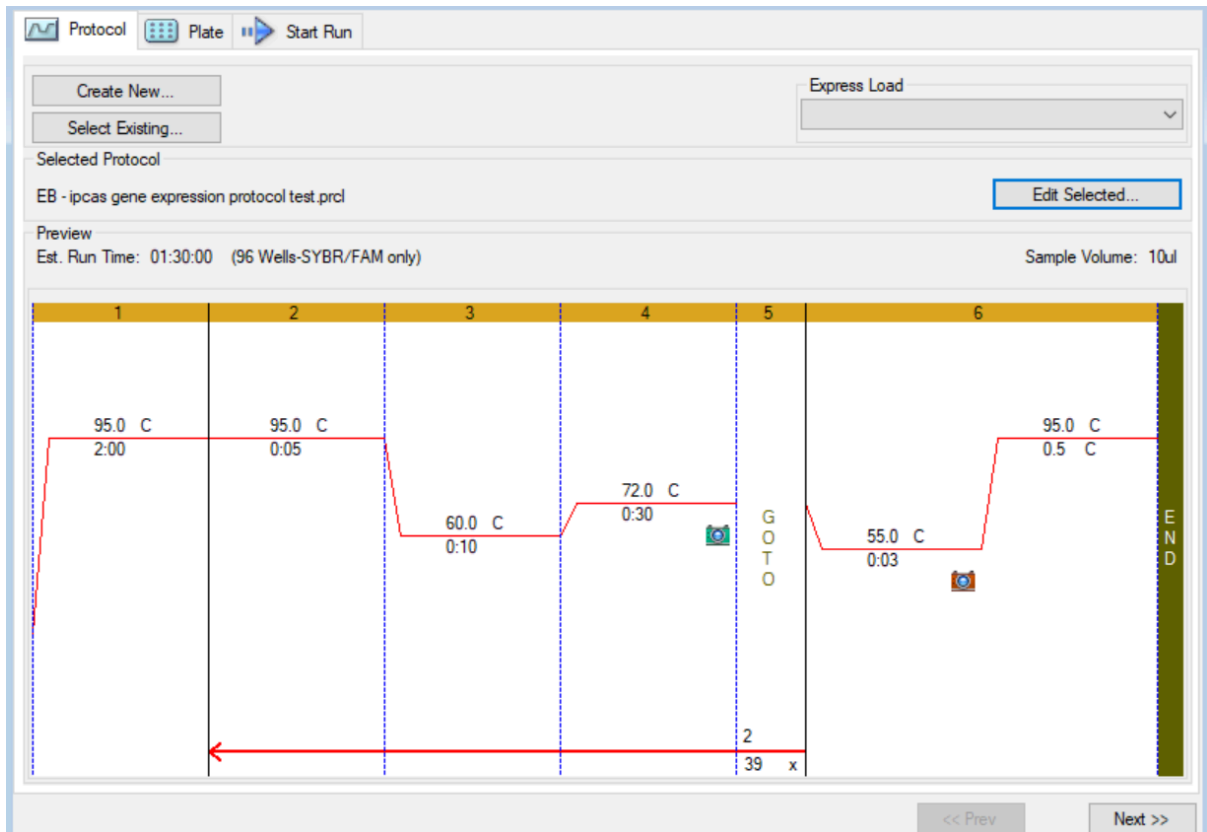 Protocol Plate Start Run
Create New...
Express Load
Select Existing...
Selected Protocol
EB - ipcas gene expression protocol test.prcl
Edit Selected...
Preview
Est. Run Time: 01:30:00 (96 Wells-SYBR/FAM only) Sample Volume: 10ul
1 2 3 4 5 6
95.0 C 95.0 C 95.0 C
2:00 0:05 0.5 C
72.0 C
0:30
60.0 C
0:10
GOTO
55.0 C
0:03
END
2
39 x
<< Prev Next >>